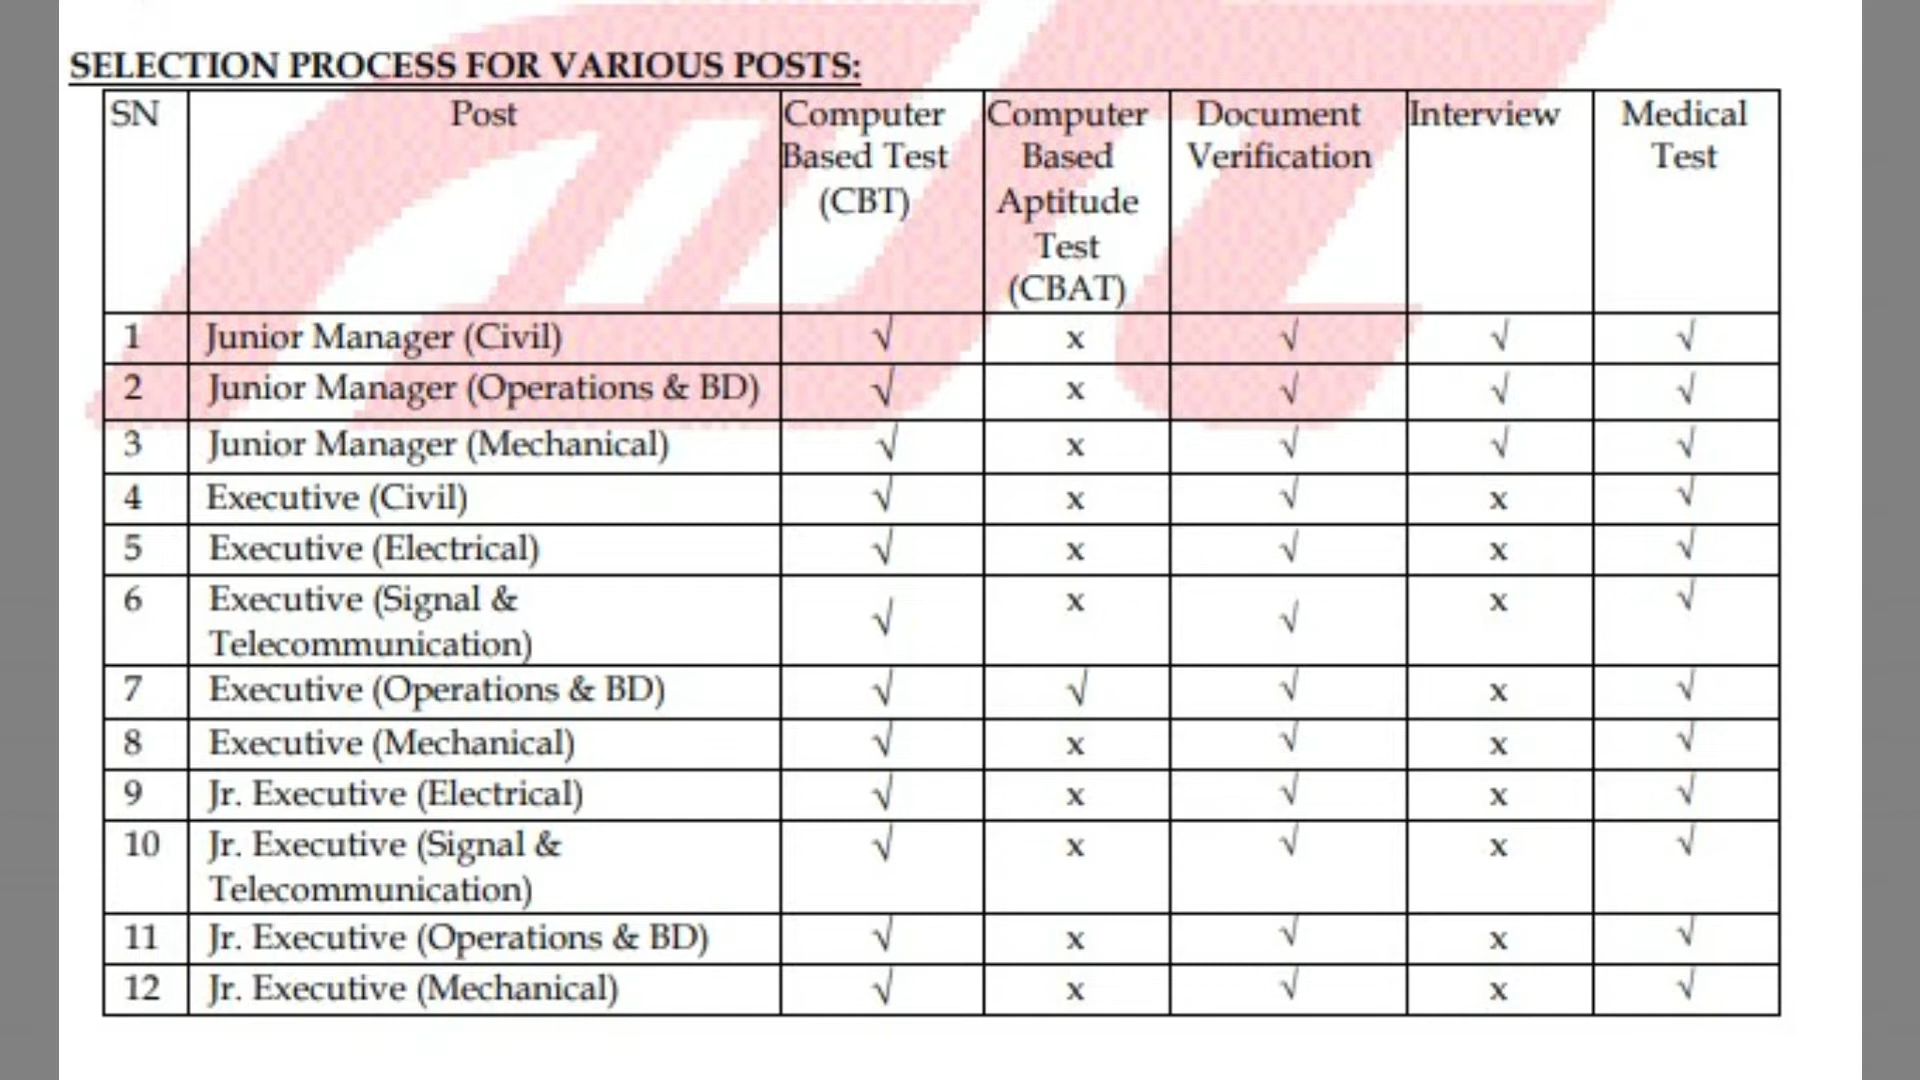 SELECTION PROCESS FOR VARIOUS POSTS:
SN Post Computer Based Test (CBT) Computer Based Aptitude Test (CBAT) Document Verification Interview Medical Test
1 Junior Manager (Civil) √ x √ √ √
2 Junior Manager (Operations & BD) √ x √ √ √
3 Junior Manager (Mechanical) √ x √ √ √
4 Executive (Civil) √ x √ x √
5 Executive (Electrical) √ x √ x √
6 Executive (Signal & Telecommunication) √ x √ x √
7 Executive (Operations & BD) √ √ √ x √
8 Executive (Mechanical) √ x √ x √
9 Jr. Executive (Electrical) √ x √ x √
10 Jr. Executive (Signal & Telecommunication) √ x √ x √
11 Jr. Executive (Operations & BD) √ x √ x √
12 Jr. Executive (Mechanical) √ x √ x √